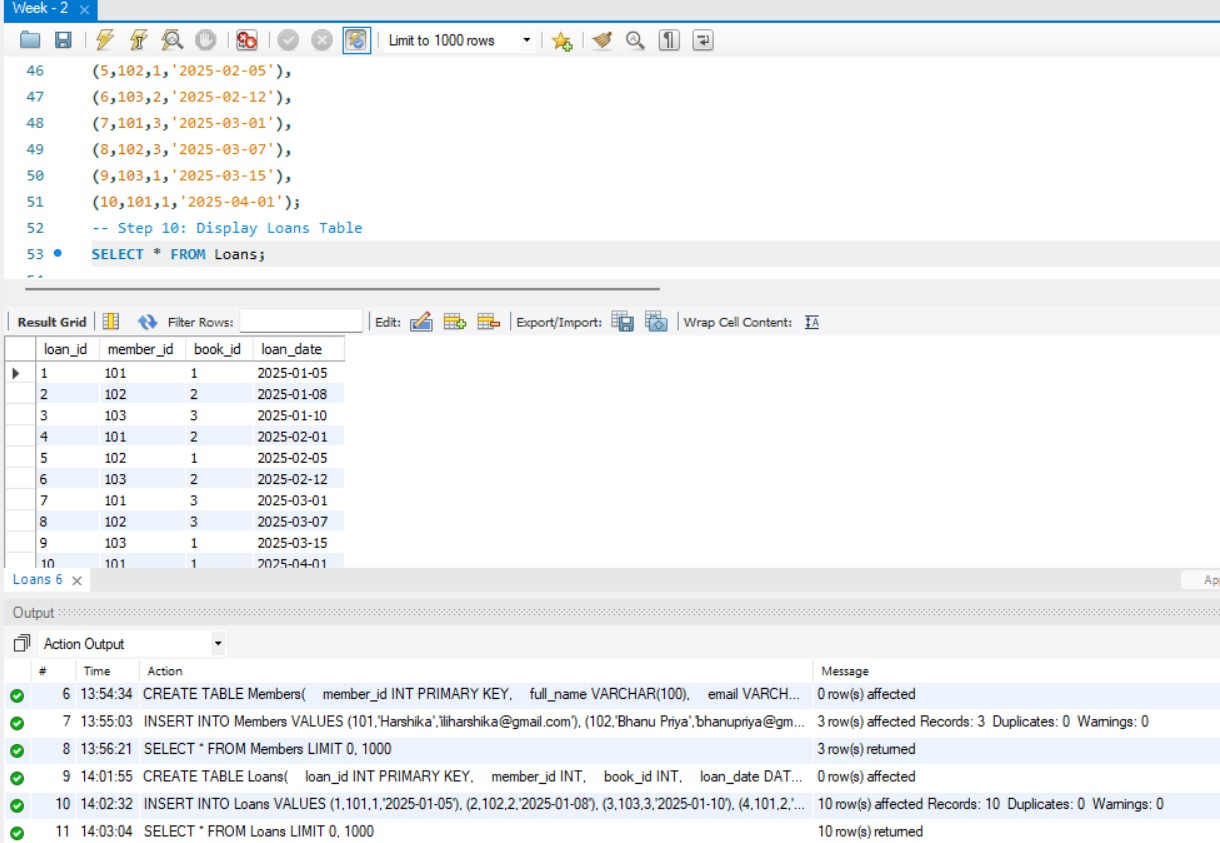 Week - 2
Limit to 1000 rows
46 (5,102,1,'2025-02-05'),
47 (6,103,2,'2025-02-12'),
48 (7,101,3,'2025-03-01'),
49 (8,102,3,'2025-03-07'),
50 (9,103,1,'2025-03-15'),
51 (10,101,1,'2025-04-01');
52 -- Step 10: Display Loans Table
53 SELECT * FROM Loans;
Result Grid Filter Rows: Edit: Export/Import: Wrap Cell Content:
loan_id member_id book_id loan_date
1 101 1 2025-01-05
2 102 2 2025-01-08
3 103 3 2025-01-10
4 101 2 2025-02-01
5 102 1 2025-02-05
6 103 2 2025-02-12
7 101 3 2025-03-01
8 102 3 2025-03-07
9 103 1 2025-03-15
10 101 1 2025-04-01
Loans 6
Output
Action Output
# Time Action Message
6 13:54:34 CREATE TABLE Members( member_id INT PRIMARY KEY, full_name VARCHAR(100), email VARCH... 0 row(s) affected
7 13:55:03 INSERT INTO Members VALUES (101,'Harshika','liharshika@gmail.com'), (102,'Bhanu Priya','bhanupriya@gm... 3 row(s) affected Records: 3 Duplicates: 0 Warnings: 0
8 13:56:21 SELECT * FROM Members LIMIT 0, 1000 3 row(s) returned
9 14:01:55 CREATE TABLE Loans( loan_id INT PRIMARY KEY, member_id INT, book_id INT, loan_date DAT... 0 row(s) affected
10 14:02:32 INSERT INTO Loans VALUES (1,101,1,'2025-01-05'), (2,102,2,'2025-01-08'), (3,103,3,'2025-01-10'), (4,101,2,'... 10 row(s) affected Records: 10 Duplicates: 0 Warnings: 0
11 14:03:04 SELECT * FROM Loans LIMIT 0, 1000 10 row(s) returned